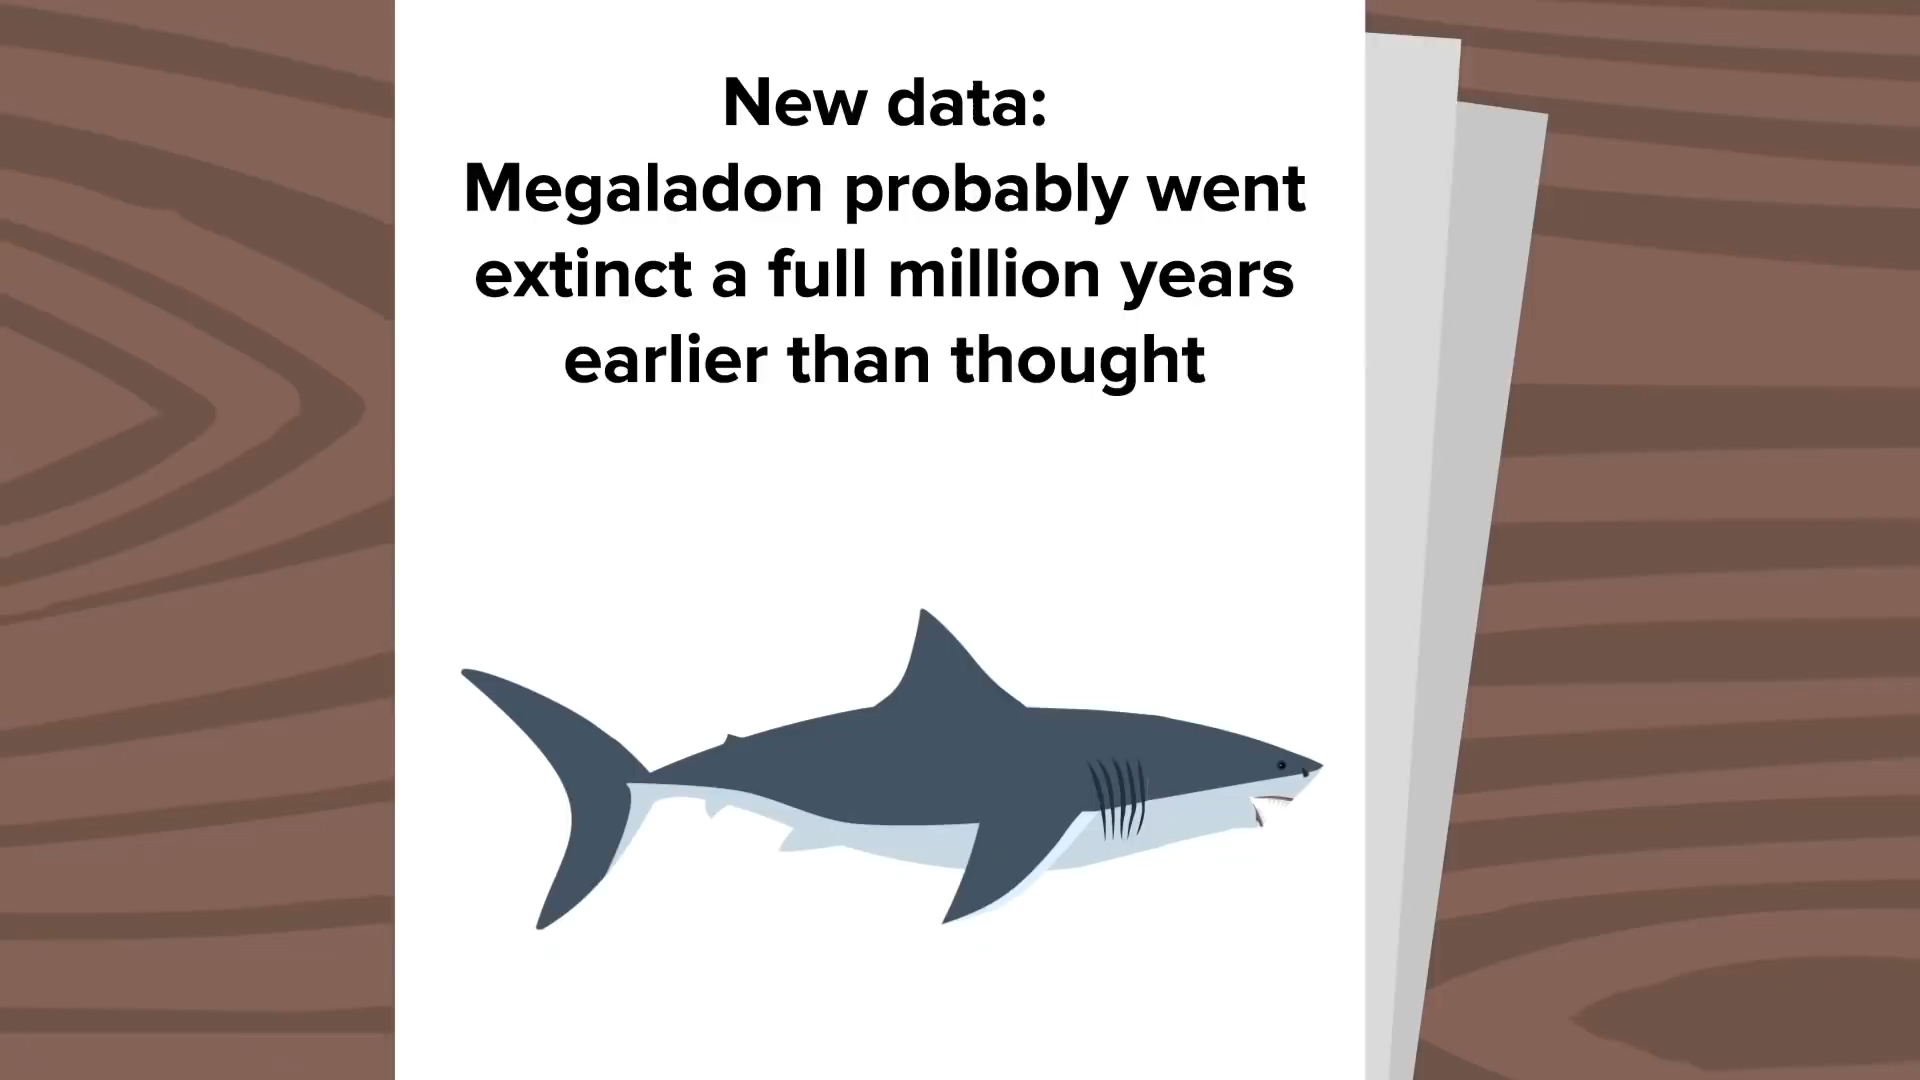 New data:
Megaladon probably went
extinct a full million years
earlier than thought